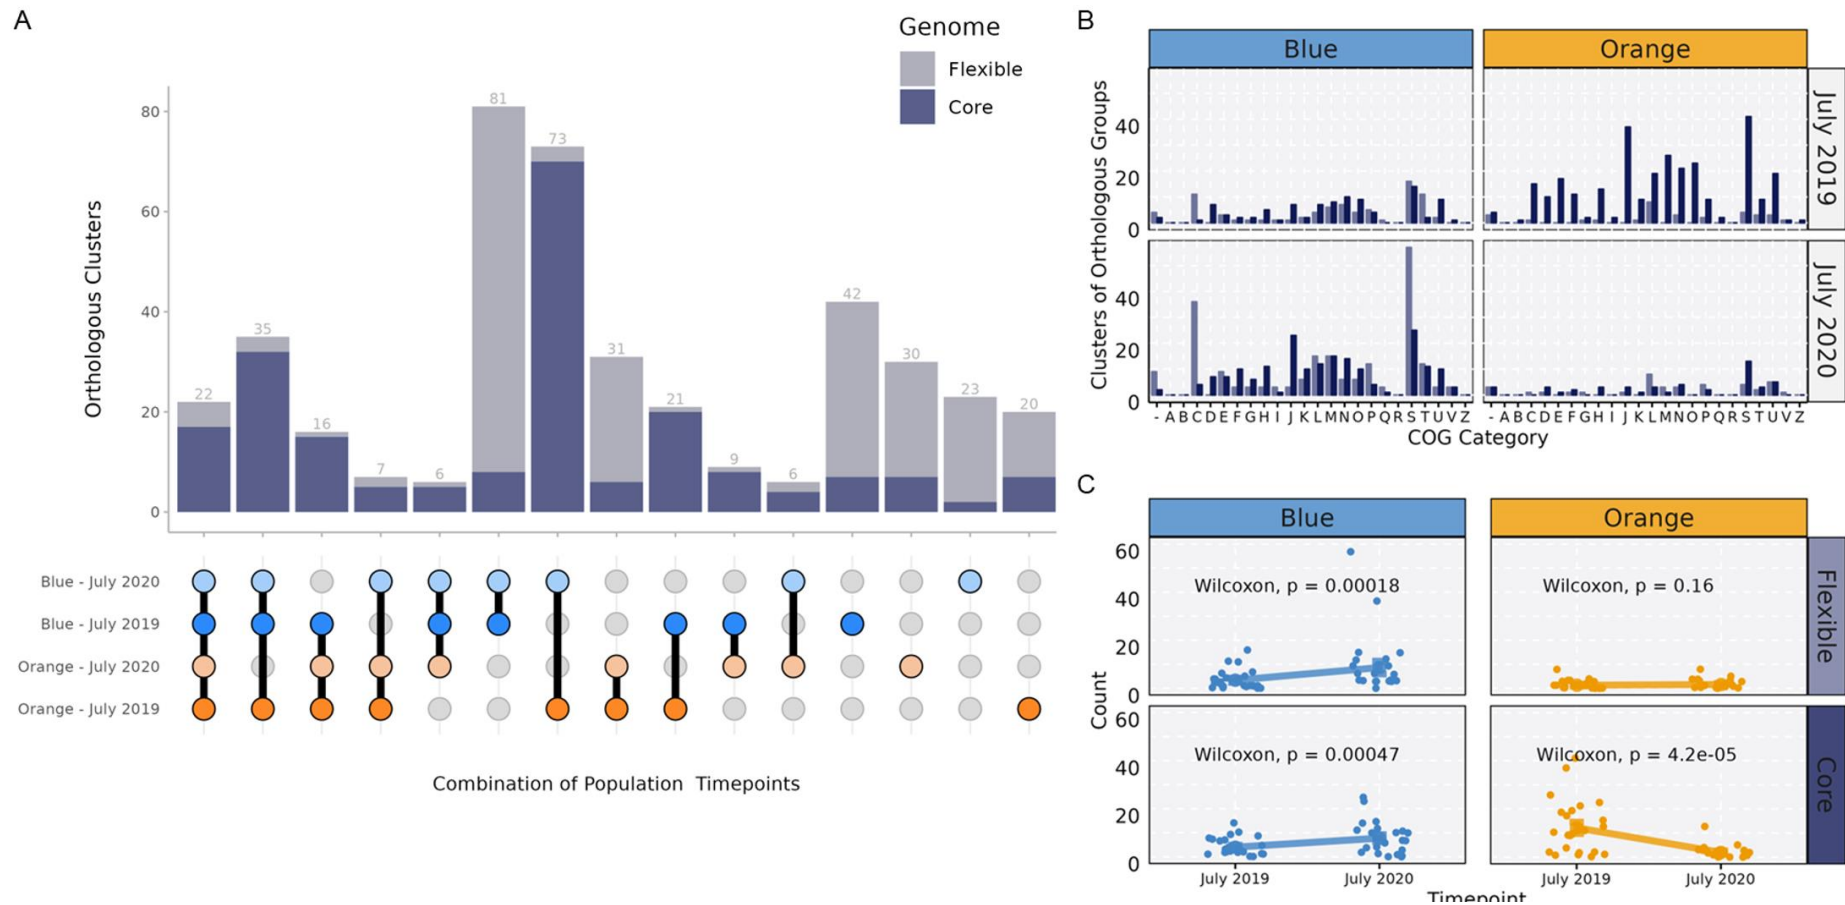 A
Genome
Flexible
Core
Orthologous Clusters
80
60
40
20
0
22
35
16
7
6
81
73
31
21
9
6
42
30
23
20
Blue - July 2020
Blue - July 2019
Orange - July 2020
Orange - July 2019
Combination of Population Timepoints
B
Blue
Orange
Clusters of Orthologous Groups
40
20
0
July 2019
40
20
0
July 2020
- A B C D E F G H I J K L M N O P Q R S T U V Z
- A B C D E F G H I J K L M N O P Q R S T U V Z
COG Category
C
Blue
Orange
Count
60
40
20
0
Wilcoxon, p = 0.00018
Wilcoxon, p = 0.16
Flexible
60
40
20
0
Wilcoxon, p = 0.00047
Wilcoxon, p = 4.2e-05
Core
July 2019
July 2020
July 2019
July 2020
Timepoint